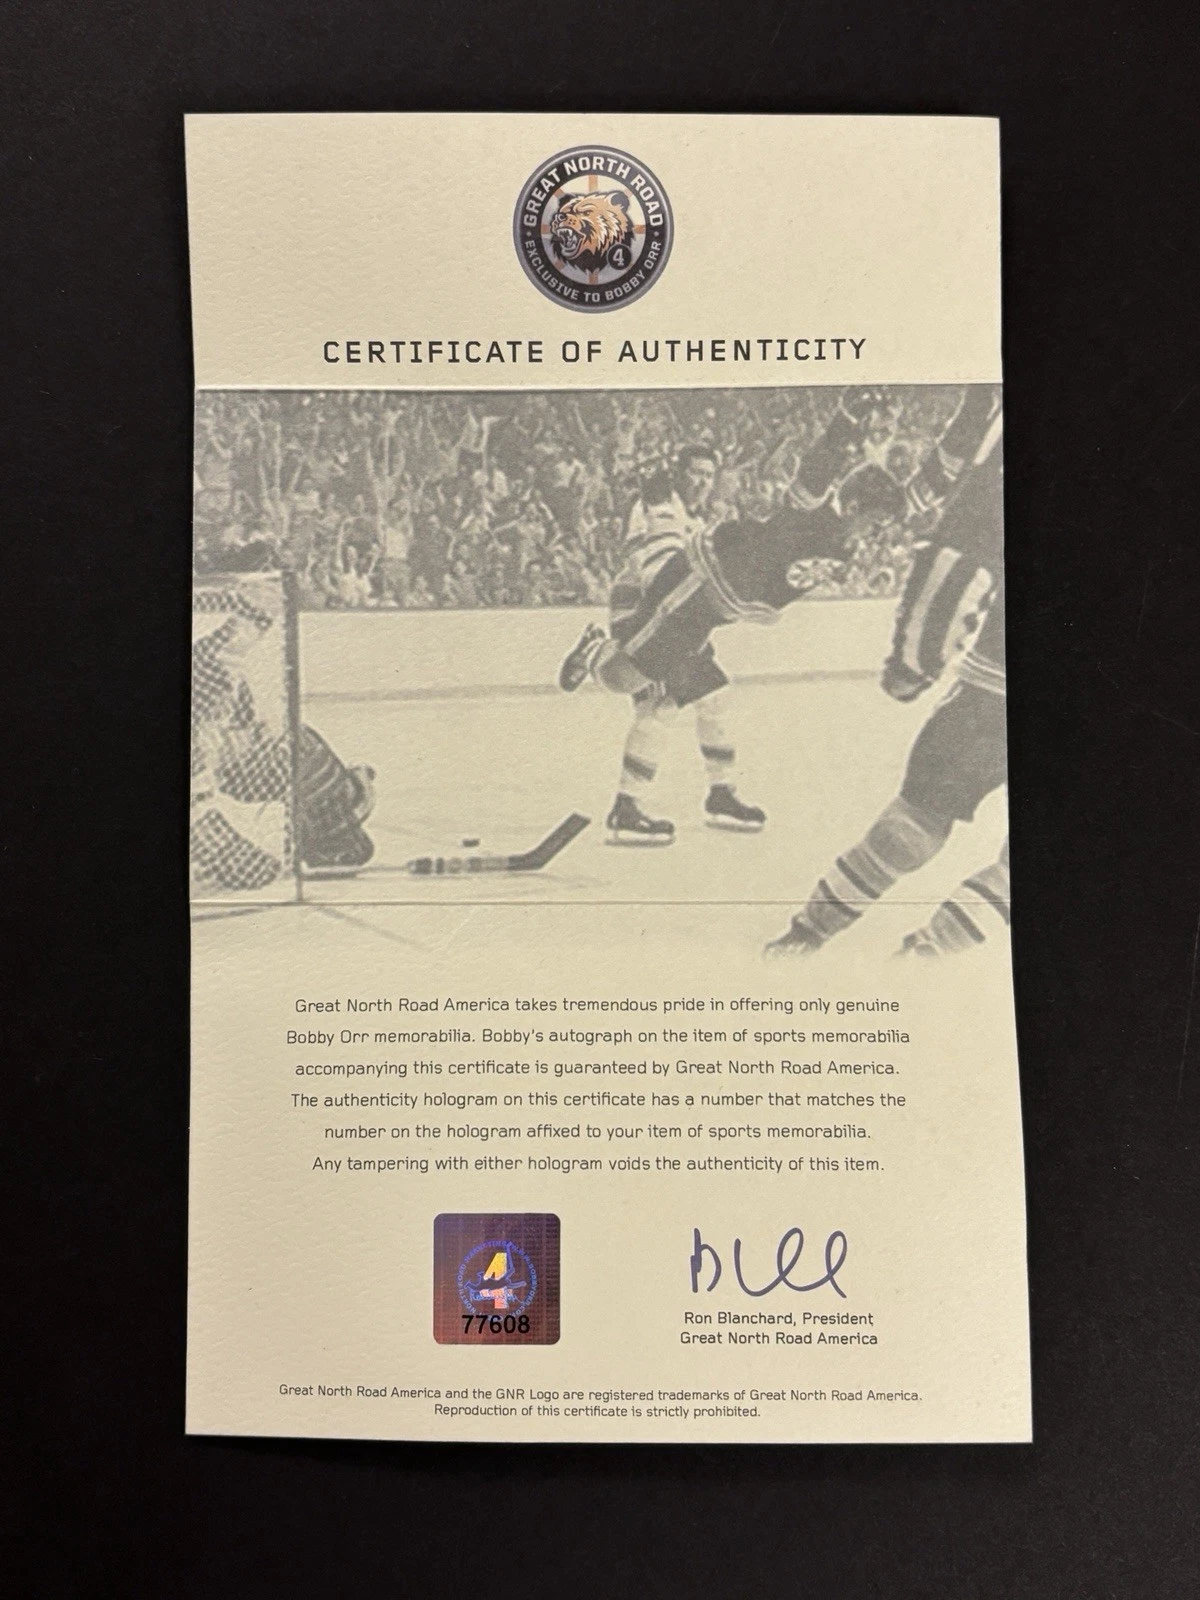 GREAT NORTH ROAD
4
EXCLUSIVE TO BOBBY ORR
CERTIFICATE OF AUTHENTICITY
Great North Road America takes tremendous pride in offering only genuine
Bobby Orr memorabilia. Bobby's autograph on the item of sports memorabilia
accompanying this certificate is guaranteed by Great North Road America.
The authenticity hologram on this certificate has a number that matches the
number on the hologram affixed to your item of sports memorabilia.
Any tampering with either hologram voids the authenticity of this item.
4
77608
Ron Blanchard, President
Great North Road America
Great North Road America and the GNR Logo are registered trademarks of Great North Road America.
Reproduction of this certificate is strictly prohibited.